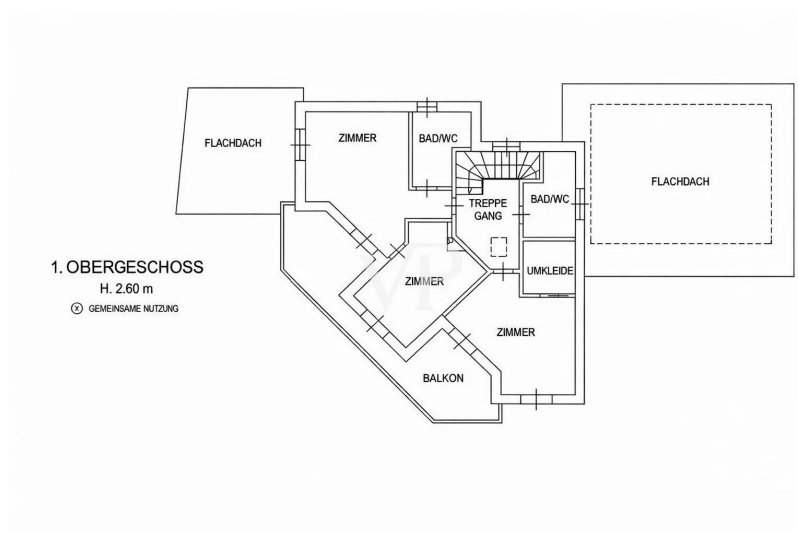 FLACHDACH
ZIMMER
BAD/WC
FLACHDACH
TREPPE
GANG
BAD/WC
1. OBERGESCHOSS
H. 2.60 m
x GEMEINSAME NUTZUNG
ZIMMER
UMKLEIDE
ZIMMER
BALKON
VP